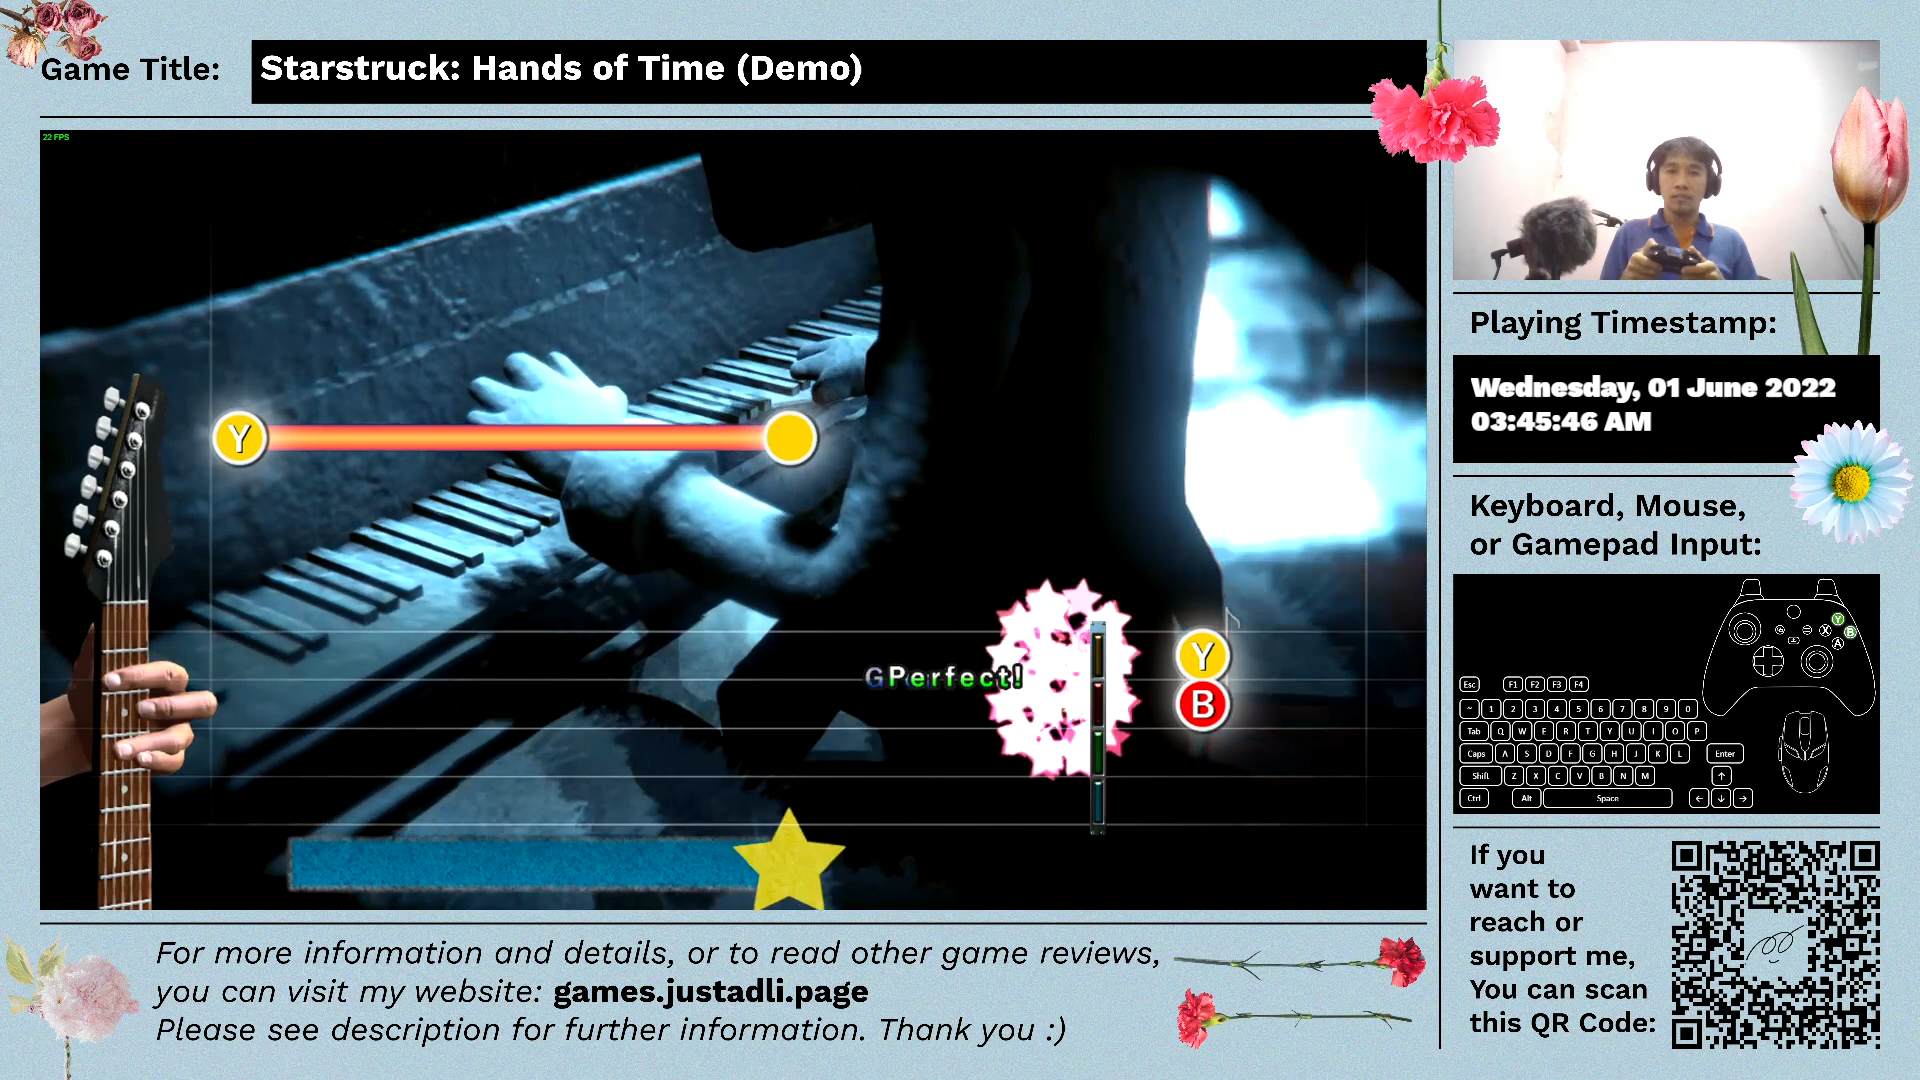 Game Title:
Starstruck: Hands of Time (Demo)
22 FPS
Y
GPerfect!
Y
B
Playing Timestamp:
Wednesday, 01 June 2022
03:45:46 AM
Keyboard, Mouse,
or Gamepad Input:
Y
X B
A
Esc F1 F2 F3 F4
~ 1 2 3 4 5 6 7 8 9 0
Tab Q W E R T Y U I O P
Caps A S D F G H J K L Enter
Shift Z X C V B N M ↑
Ctrl Alt Space ← ↓ →
If you
want to
reach or
support me,
You can scan
this QR Code:
For more information and details, or to read other game reviews,
you can visit my website: games.justadli.page
Please see description for further information. Thank you :)